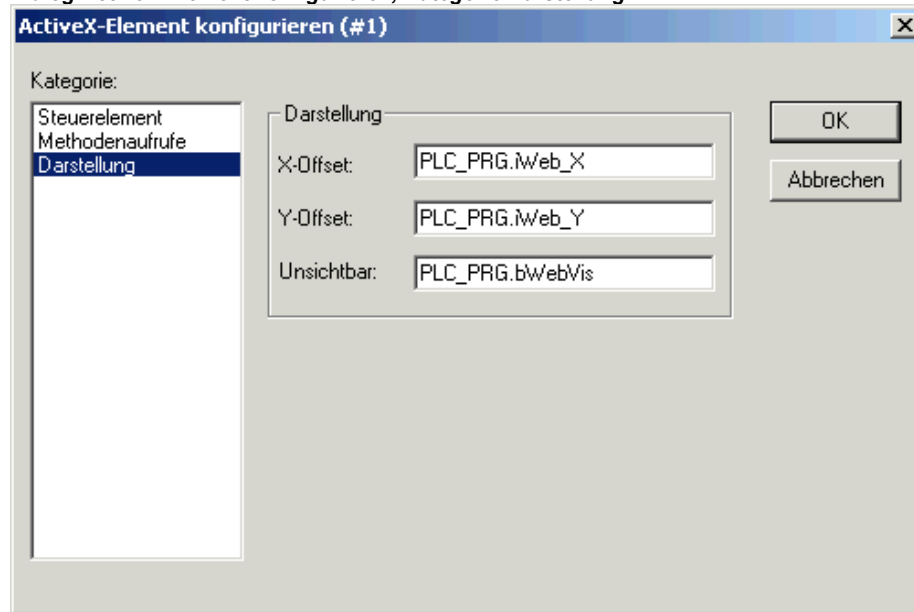 ActiveX-Element konfigurieren (#1)
Kategorie:
Steuerelement
Methodenaufrufe
Darstellung
Darstellung
X-Offset: PLC_PRG.iWeb_X
Y-Offset: PLC_PRG.iWeb_Y
Unsichtbar: PLC_PRG.bWebVis
OK
Abbrechen